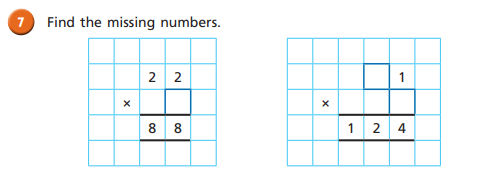 7 Find the missing numbers.
2 2 1
× ×
8 8 1 2 4